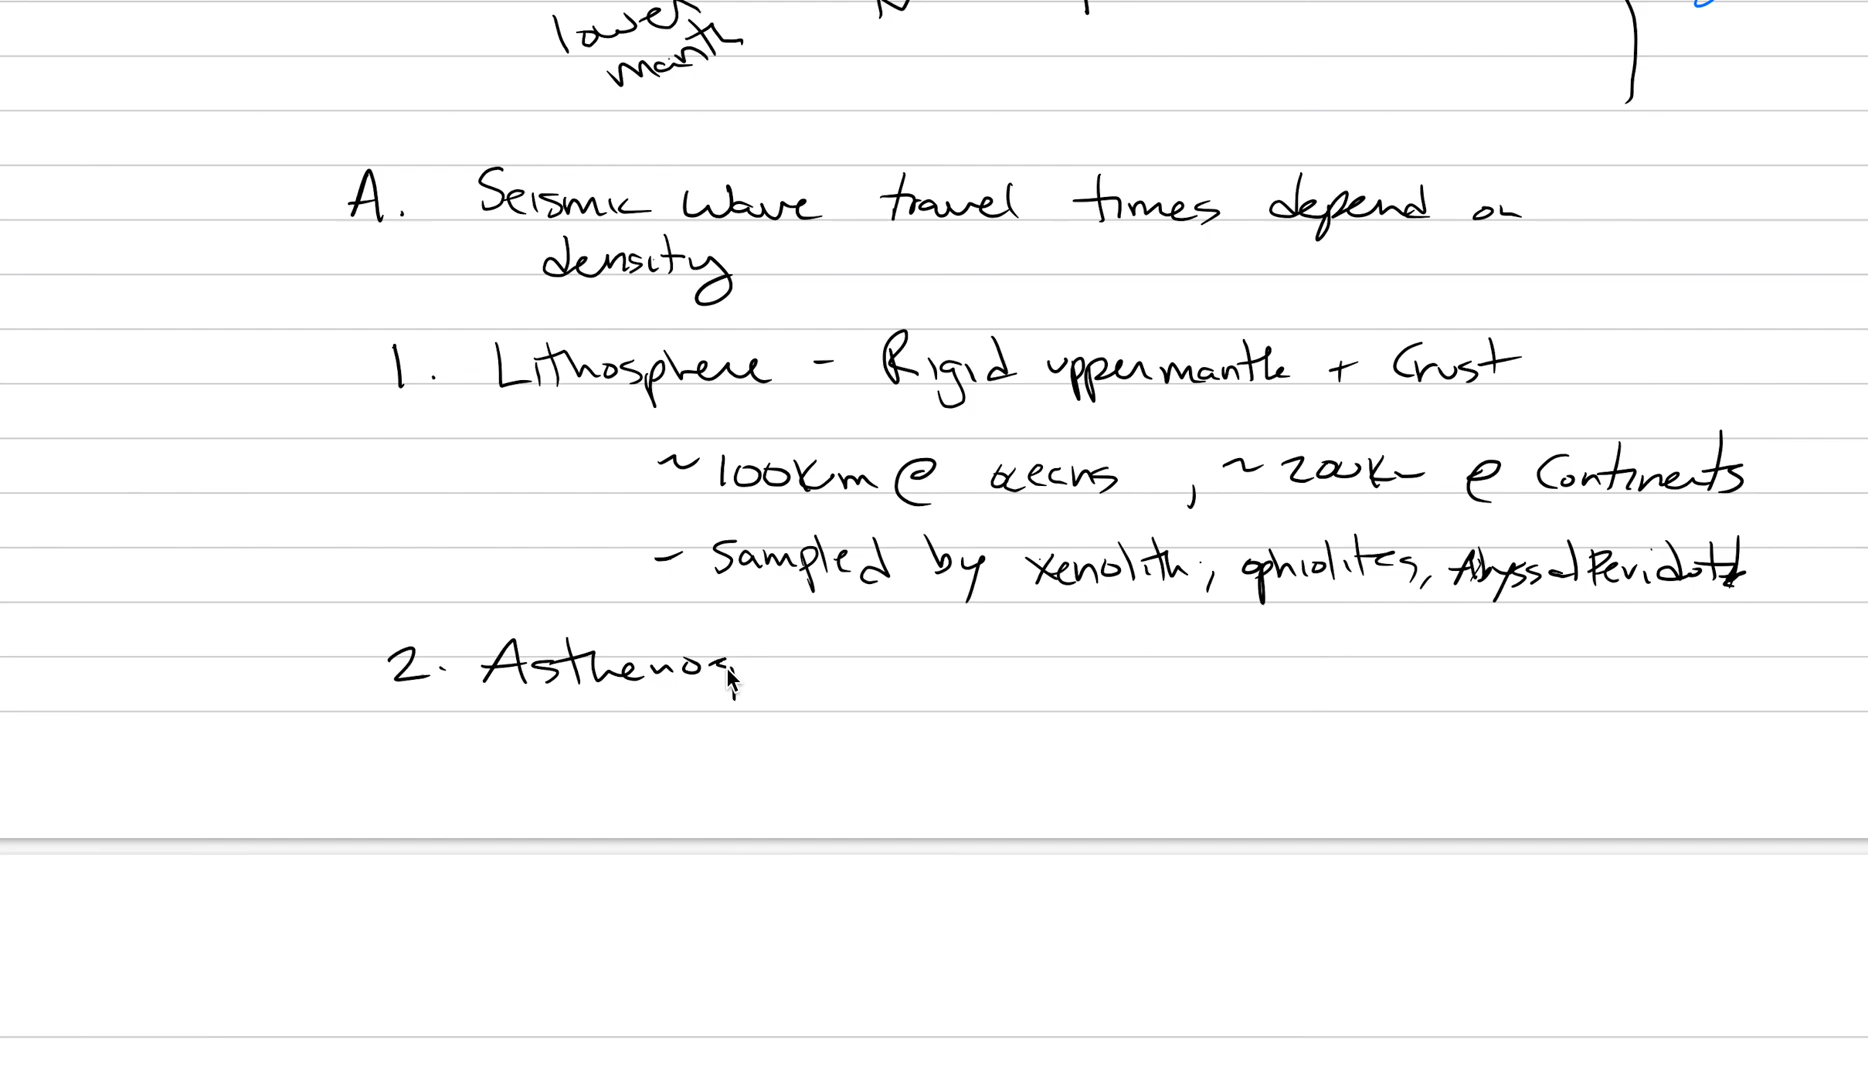 lower
mantle
A. Seismic Wave travel times depend on
density
1. Lithosphere - Rigid upper mantle + Crust
~100km @ oceans, ~200km @ Continents
- sampled by xenolith, ophiolites, Abyssal Peridotite
2. Asthenos